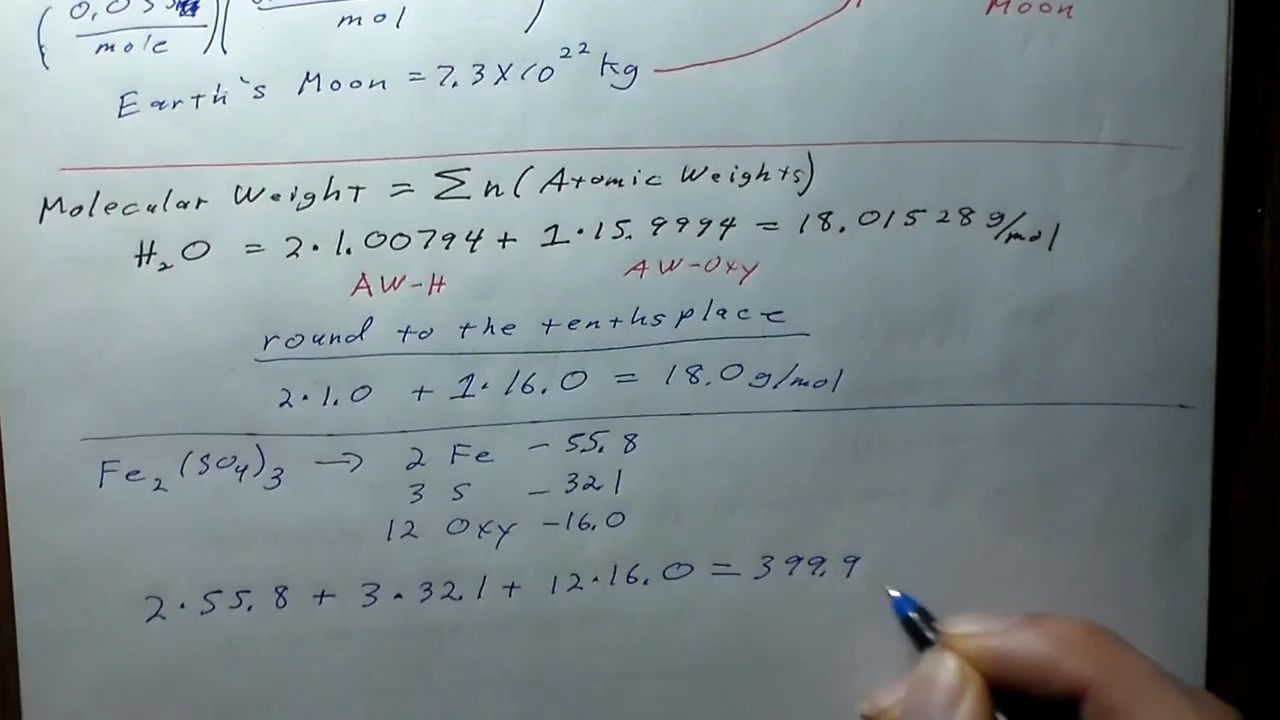 mol
Moon
mole
Earth's Moon = 7.3 X 10²² kg
Molecular Weight = Σn(Atomic Weights)
H₂O = 2·1.00794 + 1·15.9994 = 18.01528 g/mol
AW-H AW-Oxy
round to the tenths place
2·1.0 + 1·16.0 = 18.0 g/mol
Fe₂(SO₄)₃ → 2 Fe - 55.8
3 S - 32.1
12 Oxy - 16.0
2·55.8 + 3·32.1 + 12·16.0 = 399.9